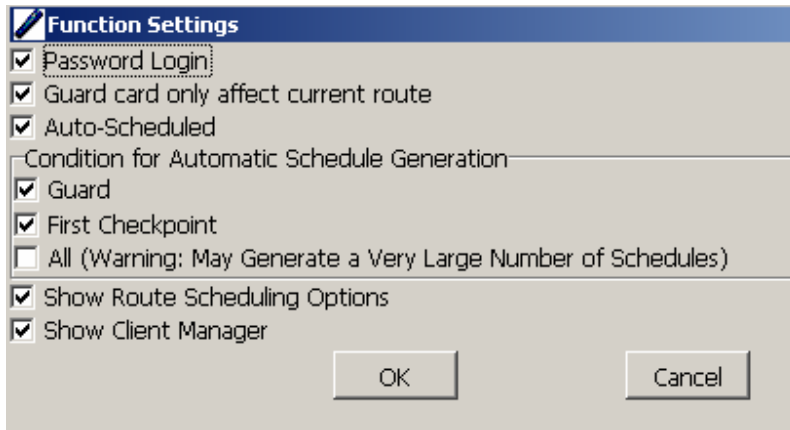 Function Settings
Password Login
Guard card only affect current route
Auto-Scheduled
Condition for Automatic Schedule Generation
Guard
First Checkpoint
All (Warning: May Generate a Very Large Number of Schedules)
Show Route Scheduling Options
Show Client Manager
OK Cancel